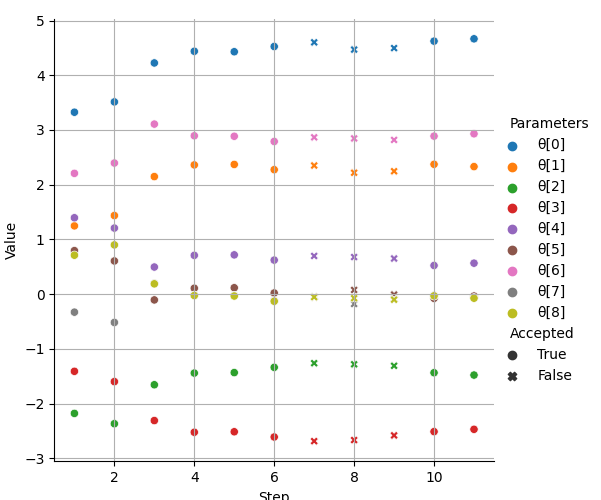 5
4
3
2
1
0
−1
−2
−3
Value
2
4
6
8
10
Step
Parameters
θ[0]
θ[1]
θ[2]
θ[3]
θ[4]
θ[5]
θ[6]
θ[7]
θ[8]
Accepted
True
False